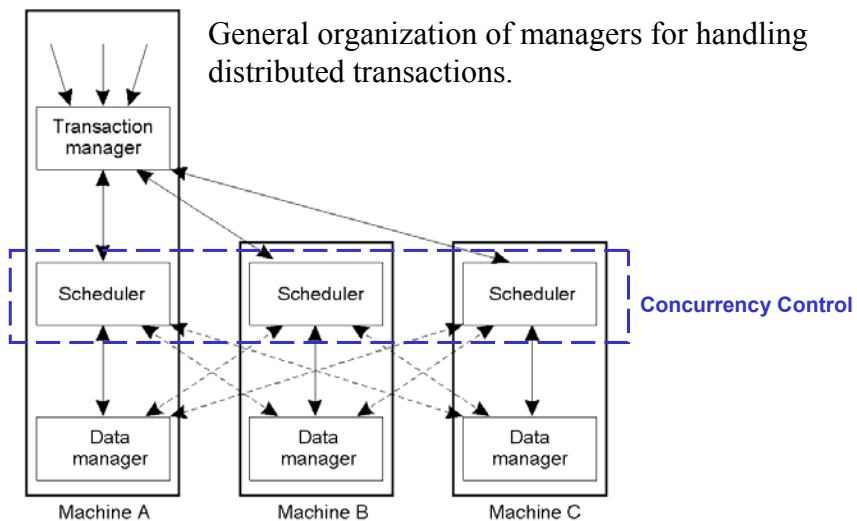 General organization of managers for handling
distributed transactions.
Transaction
manager
Scheduler
Scheduler
Scheduler
Concurrency Control
Data
manager
Data
manager
Data
manager
Machine A
Machine B
Machine C